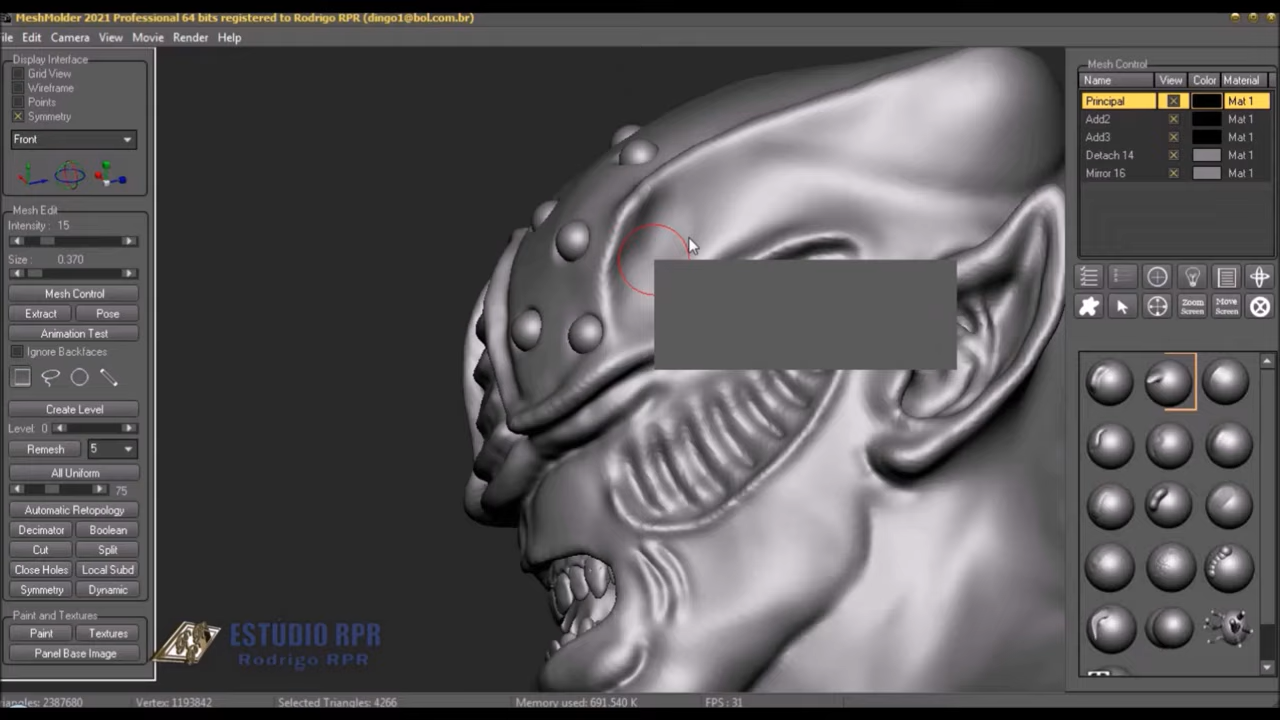 MeshMolder 2021 Professional 64 bits registered to Rodrigo RPR (dingo1@bol.com.br)
ile Edit Camera View Movie Render Help
Display Interface
Grid View
Wireframe
Points
Symmetry
Front
Mesh Edit
Intensity : 15
Size : 0.370
Mesh Control
Extract Pose
Animation Test
Ignore Backfaces
Create Level
Level: 0
Remesh 5
All Uniform
75
Automatic Retopology
Decimator Boolean
Cut Split
Close Holes Local Subd
Symmetry Dynamic
Paint and Textures
Paint Textures
Panel Base Image
ESTÚDIO RPR
Rodrigo RPR
Mesh Control
Name View Color Material
Principal Mat 1
Add2 Mat 1
Add3 Mat 1
Detach 14 Mat 1
Mirror 16 Mat 1
Zoom Screen Move Screen
iangles: 2387680 Vertex: 1193842 Selected Triangles: 4266 Memory used: 691.540 K FPS : 31